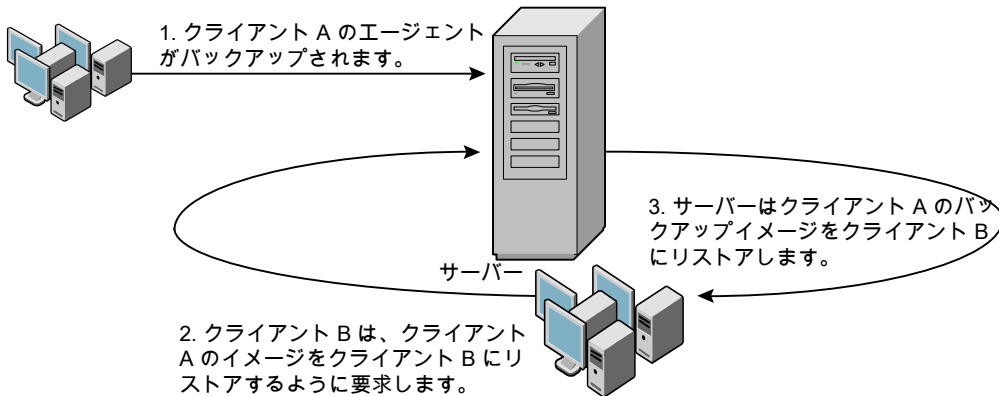 1. クライアント A のエージェント
がバックアップされます。
サーバー
2. クライアント B は、クライアント
A のイメージをクライアント B にリ
ストアするように要求します。
3. サーバーはクライアント A のバッ
クアップイメージをクライアント B
にリストアします。